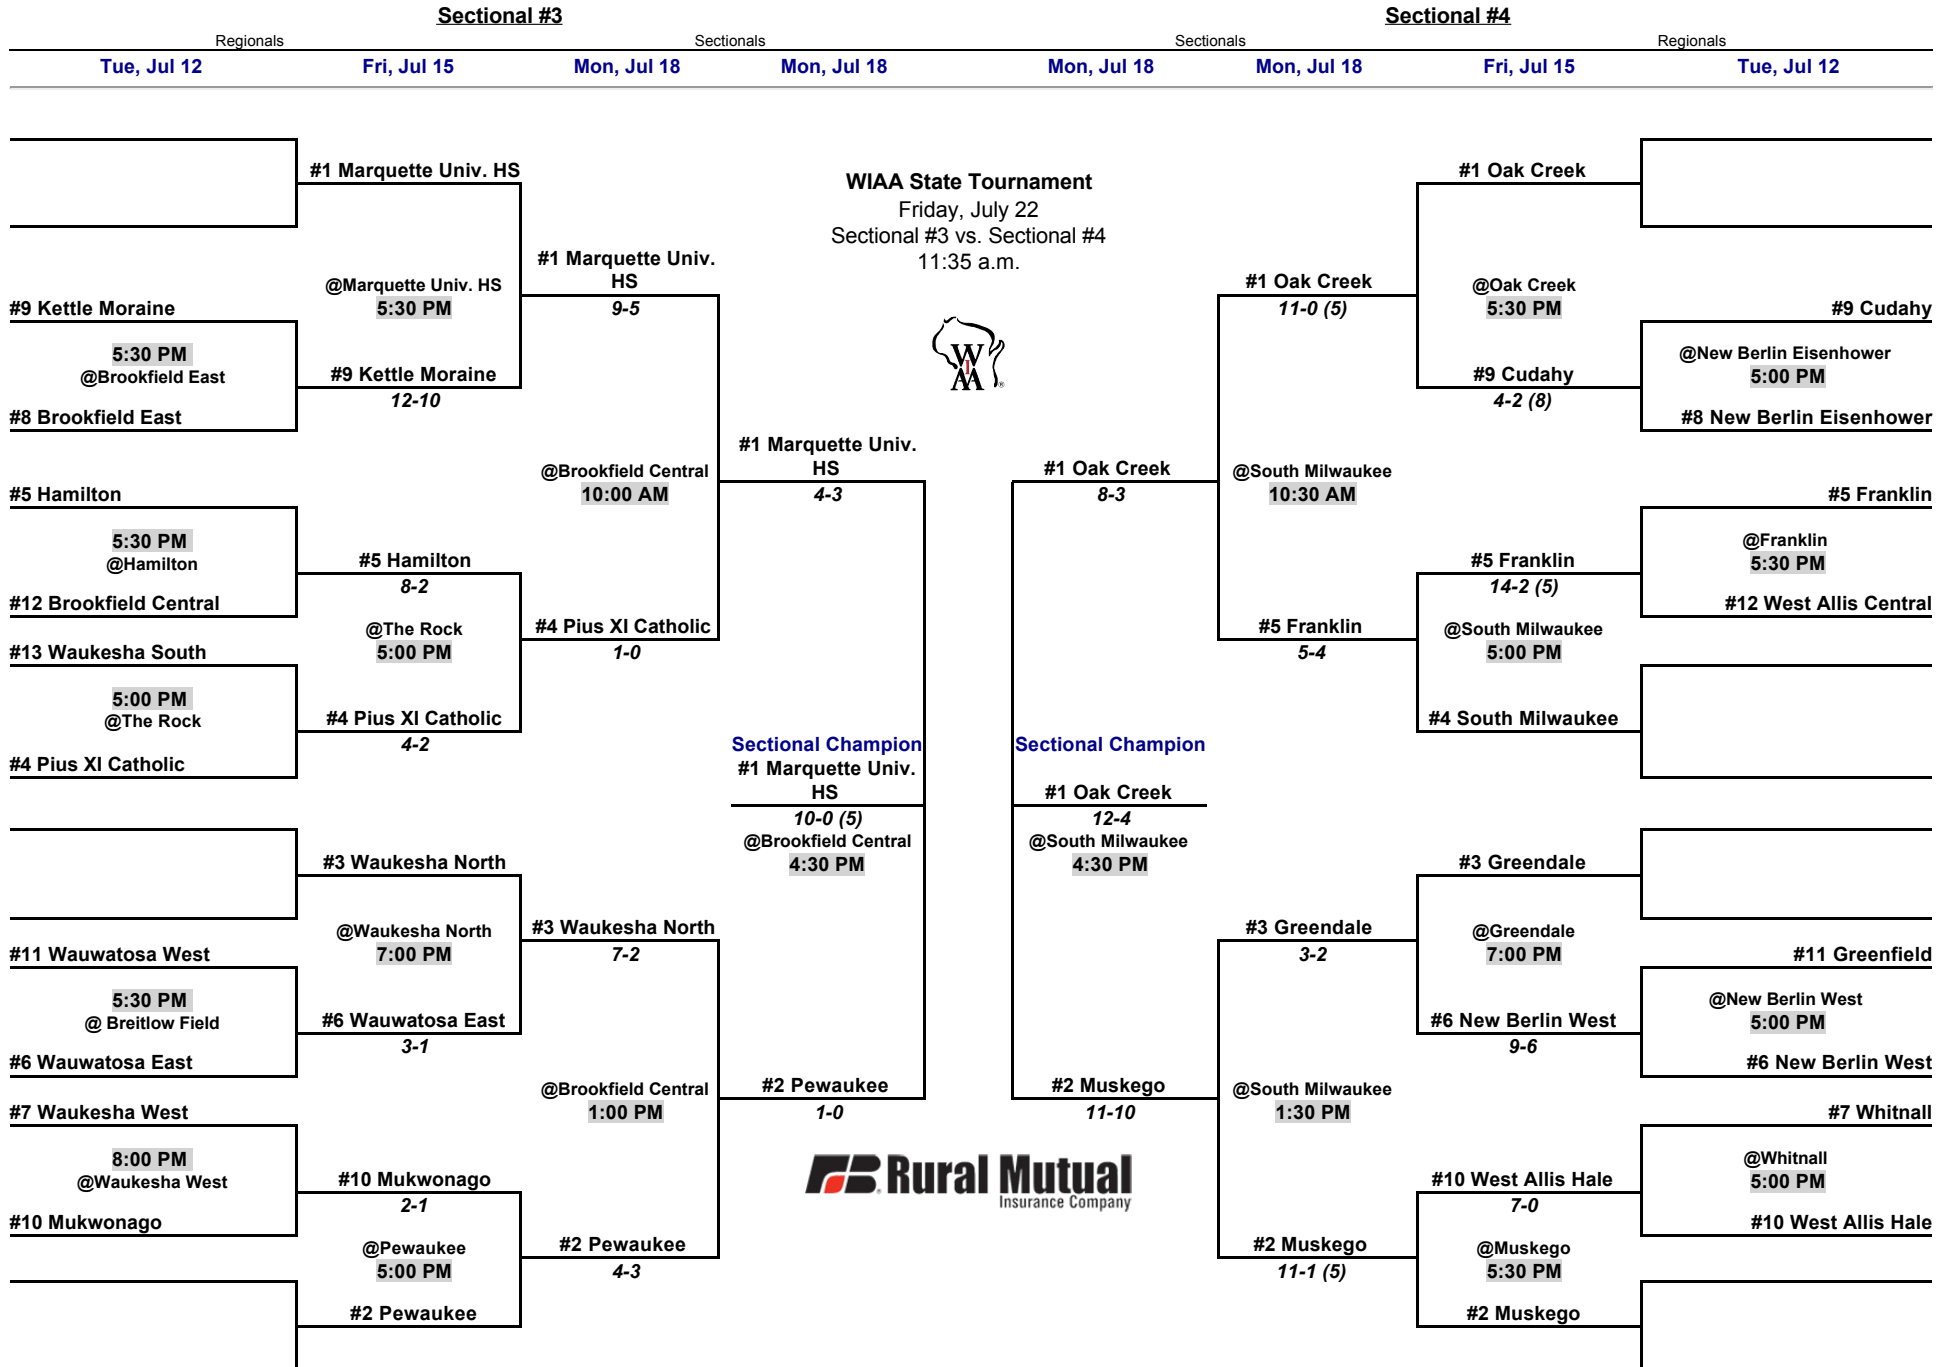 Sectional #3
Sectional #4
Regionals
Sectionals
Sectionals
Regionals
Tue, Jul 12
Fri, Jul 15
Mon, Jul 18
Mon, Jul 18
Mon, Jul 18
Mon, Jul 18
Fri, Jul 15
Tue, Jul 12
#9 Kettle Moraine
5:30 PM
@Brookfield East
#8 Brookfield East
#5 Hamilton
5:30 PM
@Hamilton
#12 Brookfield Central
#13 Waukesha South
5:00 PM
@The Rock
#4 Pius XI Catholic
#11 Wauwatosa West
5:30 PM
@ Breitlow Field
#6 Wauwatosa East
#7 Waukesha West
8:00 PM
@Waukesha West
#10 Mukwonago
#1 Marquette Univ. HS
@Marquette Univ. HS
5:30 PM
#9 Kettle Moraine
12-10
#5 Hamilton
8-2
@The Rock
5:00 PM
#4 Pius XI Catholic
4-2
#3 Waukesha North
@Waukesha North
7:00 PM
#6 Wauwatosa East
3-1
#10 Mukwonago
2-1
@Pewaukee
5:00 PM
#2 Pewaukee
#1 Marquette Univ.
HS
9-5
@Brookfield Central
10:00 AM
#4 Pius XI Catholic
1-0
#3 Waukesha North
7-2
@Brookfield Central
1:00 PM
#2 Pewaukee
4-3
#1 Marquette Univ.
HS
4-3
Sectional Champion
#1 Marquette Univ.
HS
10-0 (5)
@Brookfield Central
4:30 PM
#2 Pewaukee
1-0
WIAA State Tournament
Friday, July 22
Sectional #3 vs. Sectional #4
11:35 a.m.
W
I
AA
®
Rural Mutual
Insurance Company
#1 Oak Creek
8-3
Sectional Champion
#1 Oak Creek
12-4
@South Milwaukee
4:30 PM
#2 Muskego
11-10
#1 Oak Creek
11-0 (5)
@South Milwaukee
10:30 AM
#5 Franklin
5-4
#3 Greendale
3-2
@South Milwaukee
1:30 PM
#2 Muskego
11-1 (5)
#1 Oak Creek
@Oak Creek
5:30 PM
#9 Cudahy
4-2 (8)
#5 Franklin
14-2 (5)
@South Milwaukee
5:00 PM
#4 South Milwaukee
#3 Greendale
@Greendale
7:00 PM
#6 New Berlin West
9-6
#10 West Allis Hale
7-0
@Muskego
5:30 PM
#2 Muskego
#9 Cudahy
@New Berlin Eisenhower
5:00 PM
#8 New Berlin Eisenhower
#5 Franklin
@Franklin
5:30 PM
#12 West Allis Central
#11 Greenfield
@New Berlin West
5:00 PM
#6 New Berlin West
#7 Whitnall
@Whitnall
5:00 PM
#10 West Allis Hale